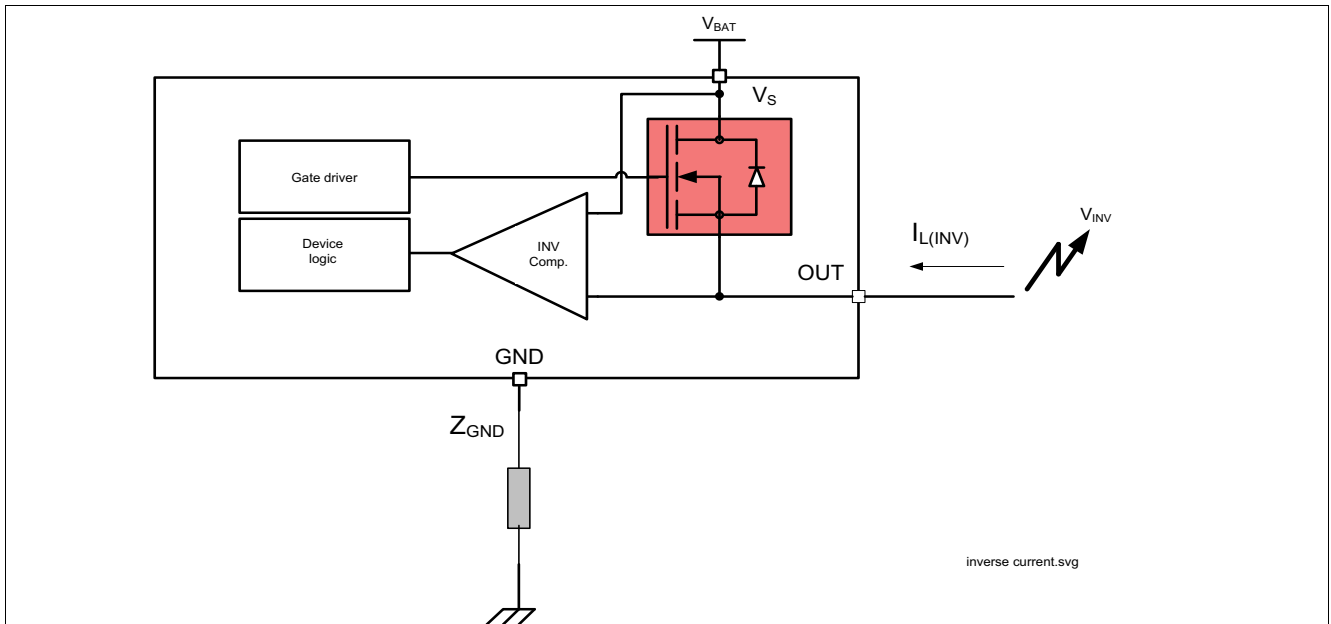 VBAT
VS
Gate driver
Device
logic
INV
Comp.
IL(INV)
VINV
OUT
GND
ZGND
inverse current.svg